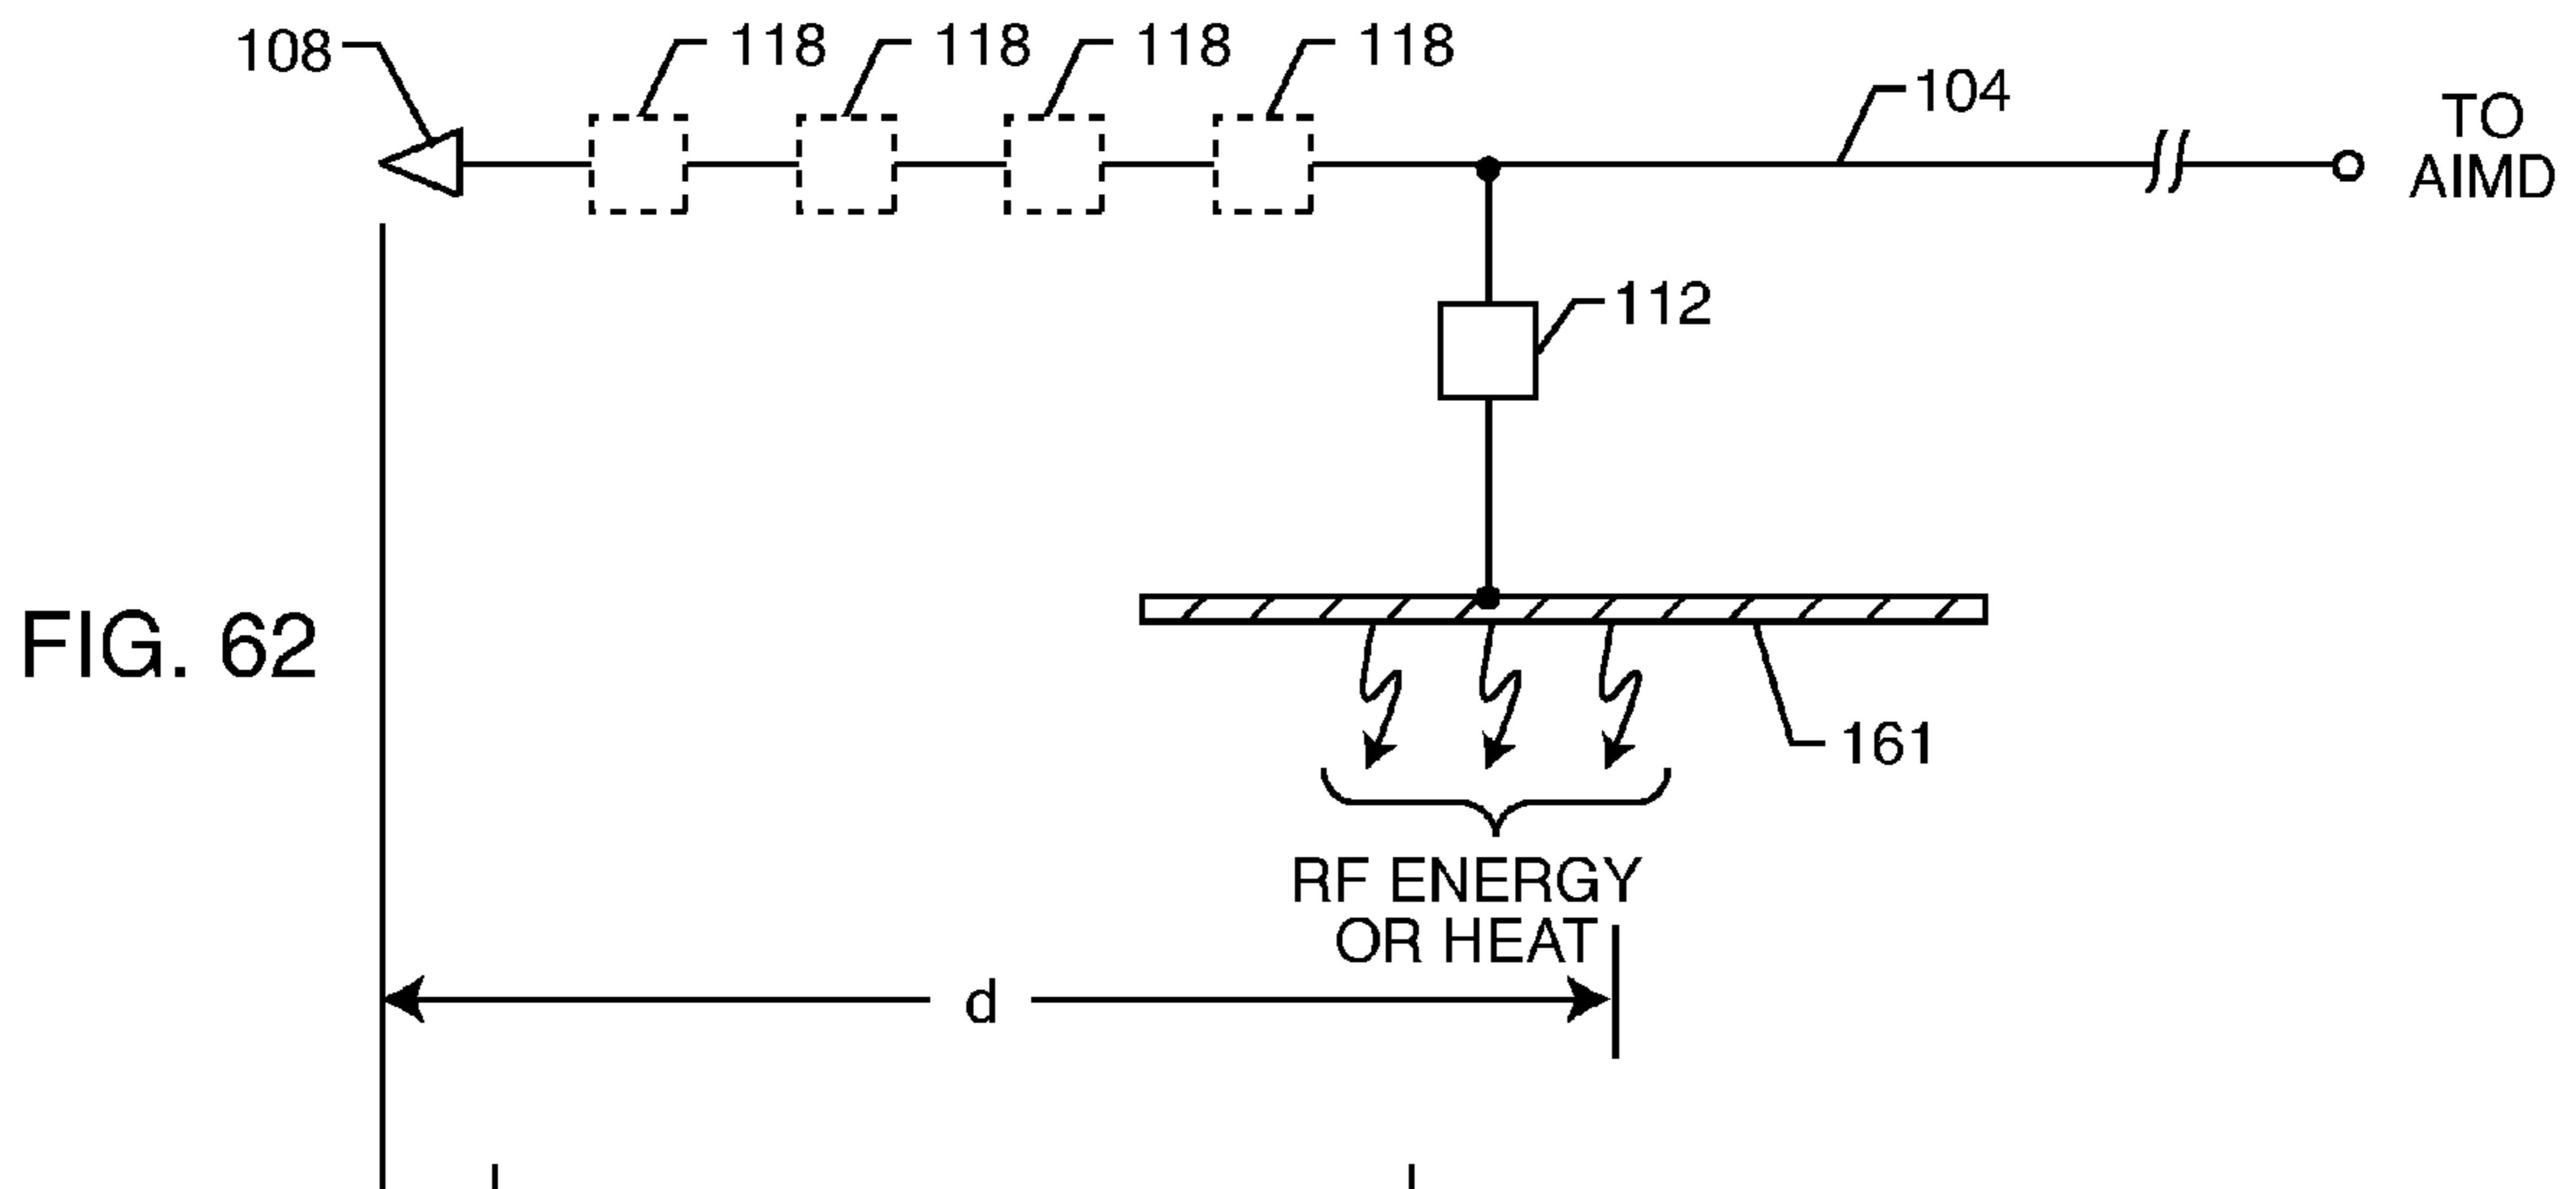 108
118
118
118
118
104
TO
AIMD
112
FIG. 62
161
RF ENERGY
OR HEAT
d